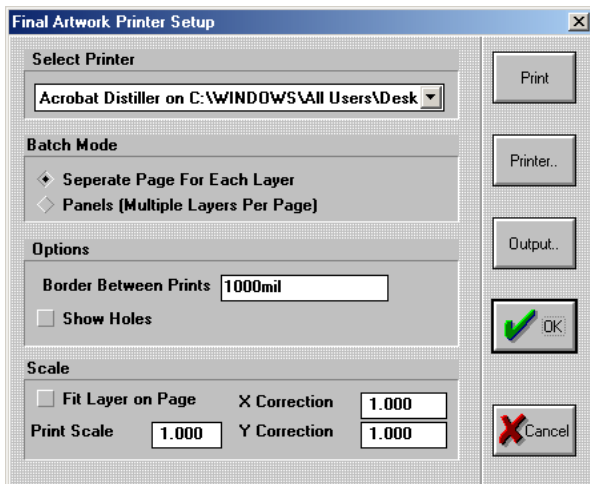 Final Artwork Printer Setup
Select Printer
Acrobat Distiller on C:\WINDOWS\All Users\Desk
Batch Mode
Seperate Page For Each Layer
Panels (Multiple Layers Per Page)
Options
Border Between Prints 1000mil
Show Holes
Scale
Fit Layer on Page X Correction 1.000
Print Scale 1.000 Y Correction 1.000
Print
Printer..
Output..
OK
Cancel